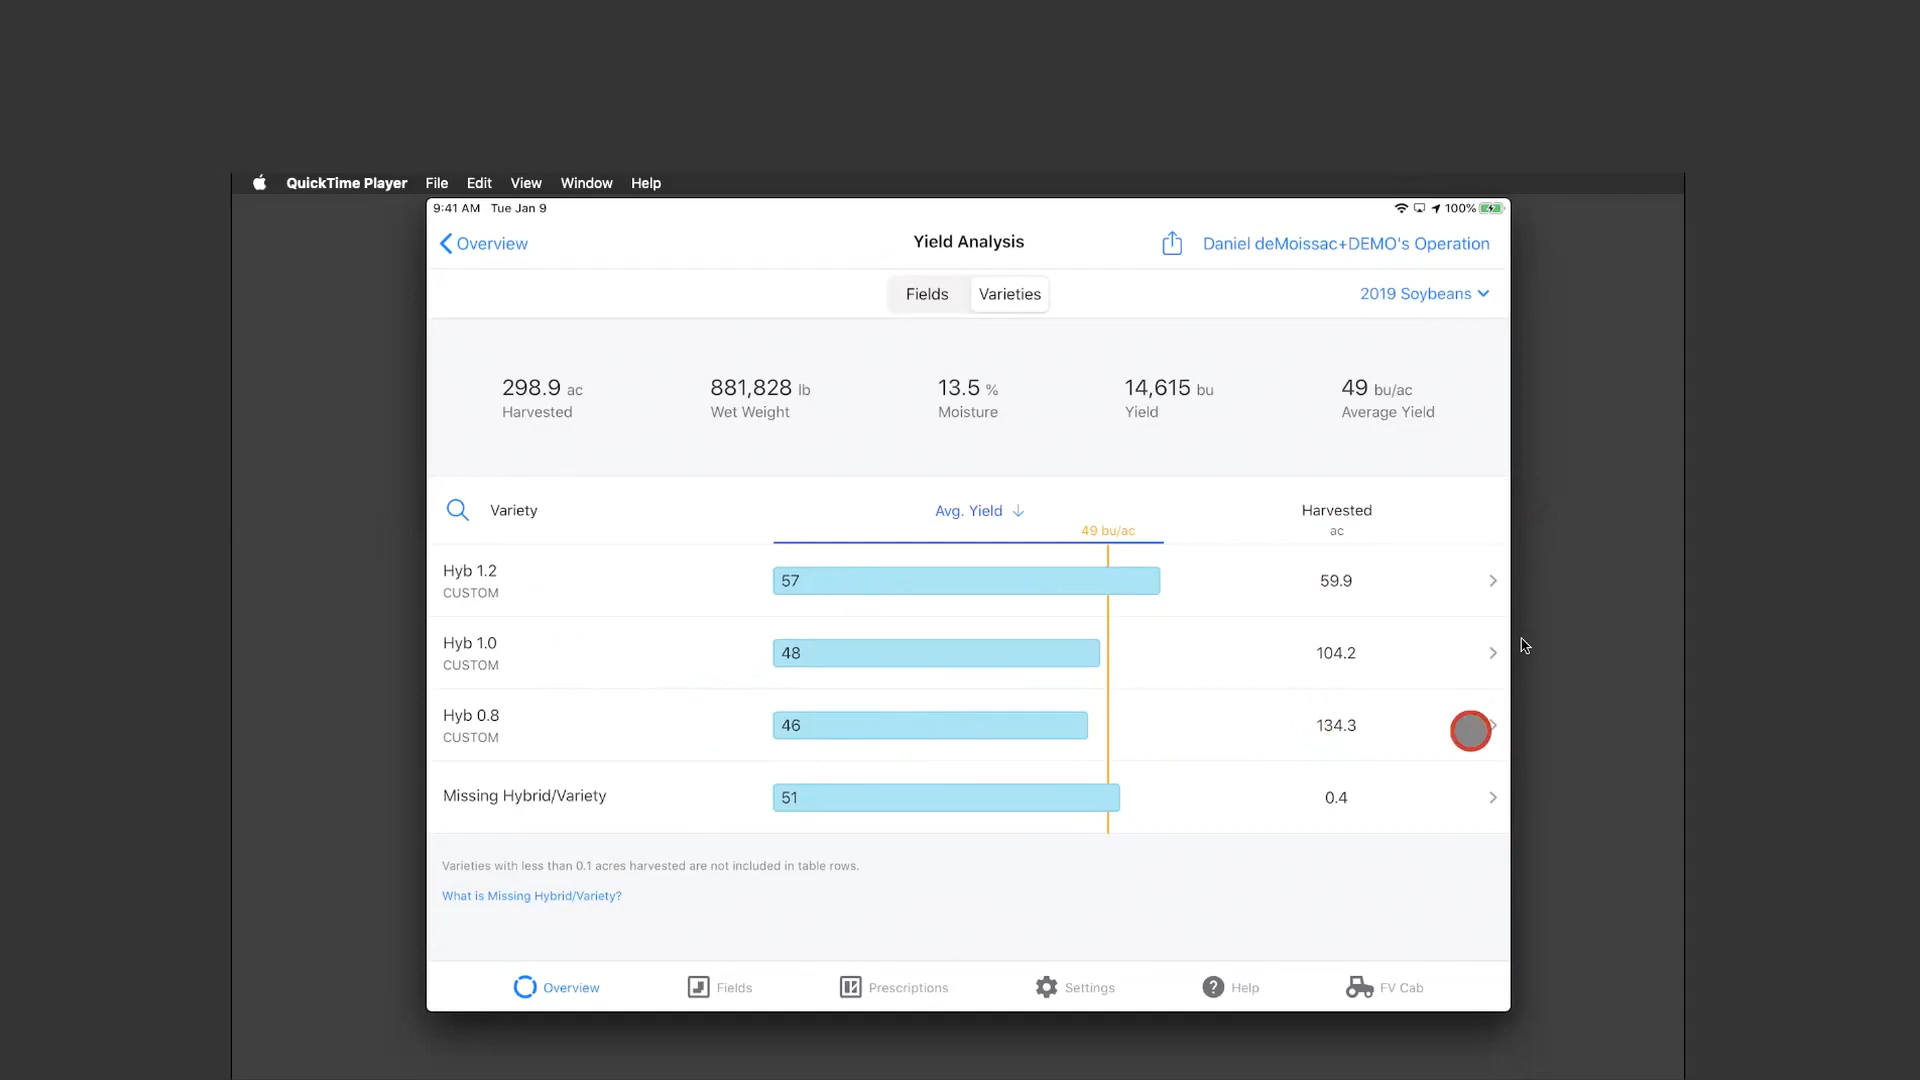 QuickTime Player File Edit View Window Help
9:41 AM Tue Jan 9
100%
Overview
Yield Analysis
Daniel deMoissac+DEMO's Operation
Fields Varieties
2019 Soybeans
298.9 ac
Harvested
881,828 lb
Wet Weight
13.5 %
Moisture
14,615 bu
Yield
49 bu/ac
Average Yield
Variety
Avg. Yield
49 bu/ac
Harvested
ac
Hyb 1.2
CUSTOM
57
59.9
Hyb 1.0
CUSTOM
48
104.2
Hyb 0.8
CUSTOM
46
134.3
Missing Hybrid/Variety
51
0.4
Varieties with less than 0.1 acres harvested are not included in table rows.
What is Missing Hybrid/Variety?
Overview
Fields
Prescriptions
Settings
Help
FV Cab